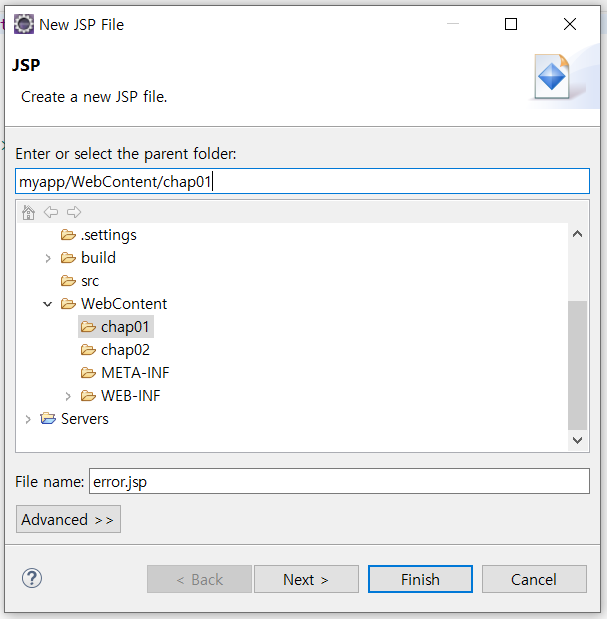 New JSP File
JSP
Create a new JSP file.
Enter or select the parent folder:
myapp/WebContent/chap01
.settings
build
src
WebContent
chap01
chap02
META-INF
WEB-INF
Servers
File name: error.jsp
Advanced >>
< Back Next > Finish Cancel